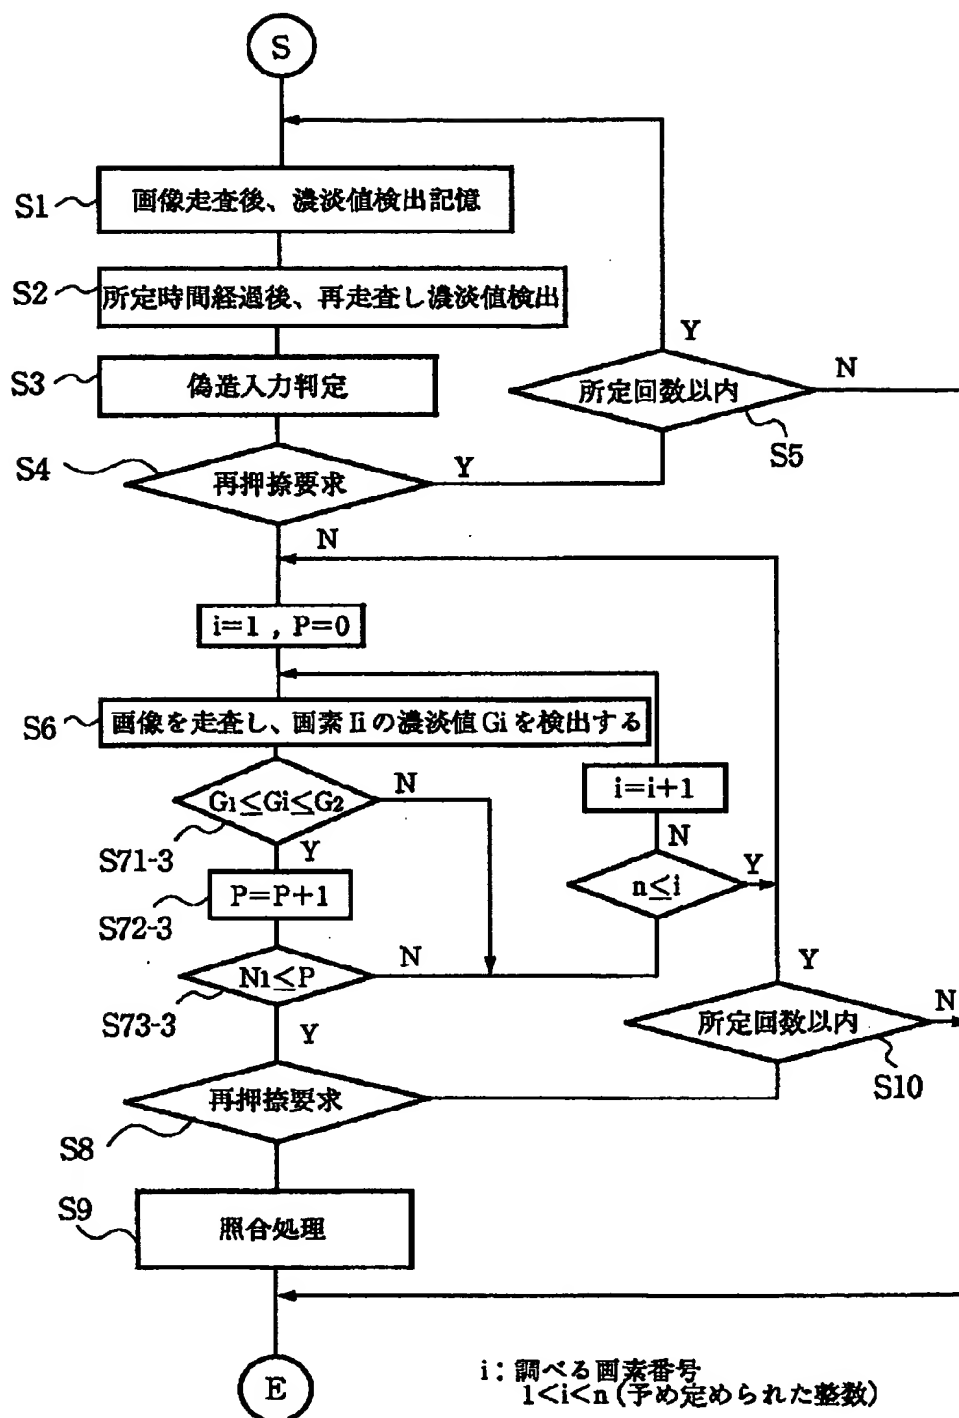 S
S1
画像走査後、濃淡値検出記憶
S2
所定時間経過後、再走査し濃淡値検出
Y
S3
偽造入力判定
所定回数以内
N
S5
S4
再押捺要求
Y
N
i=1 , P=0
S6
画像を走査し、画素 Ii の濃淡値 Gi を検出する
G1≤Gi≤G2
N
i=i+1
S71-3
Y
N
n≤i
Y
P=P+1
S72-3
N1≤P
N
Y
S73-3
Y
所定回数以内
N
S10
再押捺要求
S8
S9
照合処理
E
i：調べる画素番号
1<i<n (予め定められた整数)